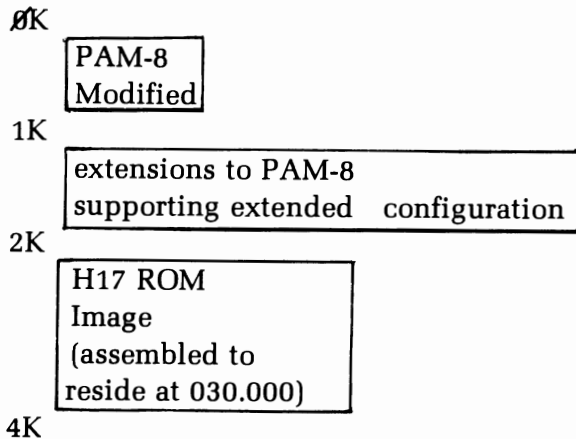 0K
PAM-8
Modified
1K
extensions to PAM-8
supporting extended configuration
2K
H17 ROM
Image
(assembled to
reside at 030.000)
4K